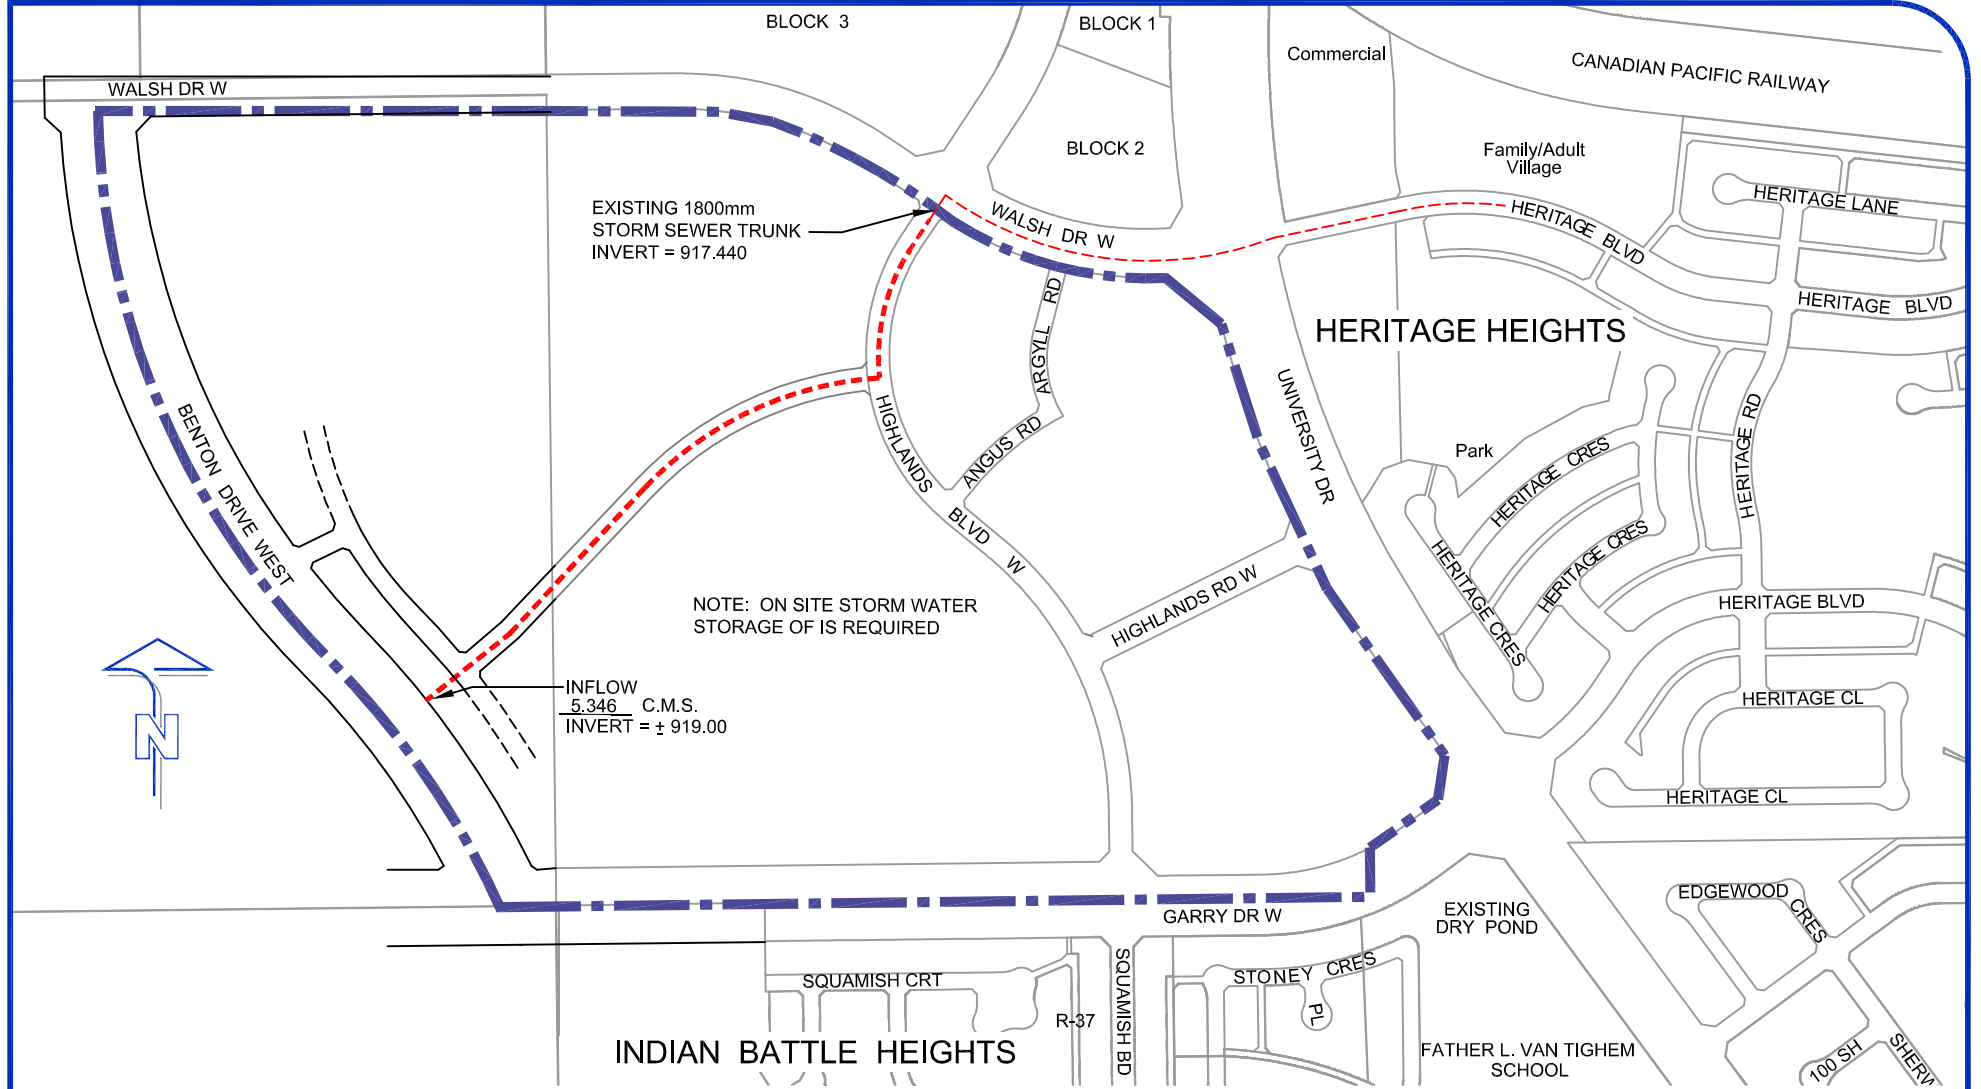 BLOCK 3
BLOCK 1
Commercial
CANADIAN PACIFIC RAILWAY
WALSH DR W
BLOCK 2
Family/Adult
Village
HERITAGE LANE
EXISTING 1800mm
STORM SEWER TRUNK
INVERT = 917.440
WALSH DR W
HERITAGE BLVD
HERITAGE BLVD
ARGYLL RD
HERITAGE HEIGHTS
UNIVERSITY DR
HERITAGE RD
BENTON DRIVE WEST
HIGHLANDS BLVD W
ANGUS RD
Park
HERITAGE CRES
HERITAGE CRES
HERITAGE CRES
HIGHLANDS RD W
NOTE: ON SITE STORM WATER
STORAGE OF IS REQUIRED
HERITAGE BLVD
N
INFLOW
5.346 C.M.S.
INVERT = ± 919.00
HERITAGE CL
HERITAGE CL
EDGEWOOD CRES
GARRY DR W
EXISTING
DRY POND
SQUAMISH CRT
SQUAMISH BD
STONEY CRES
PL
R-37
INDIAN BATTLE HEIGHTS
FATHER L. VAN TIGHEM
SCHOOL
100 SH
SHERW